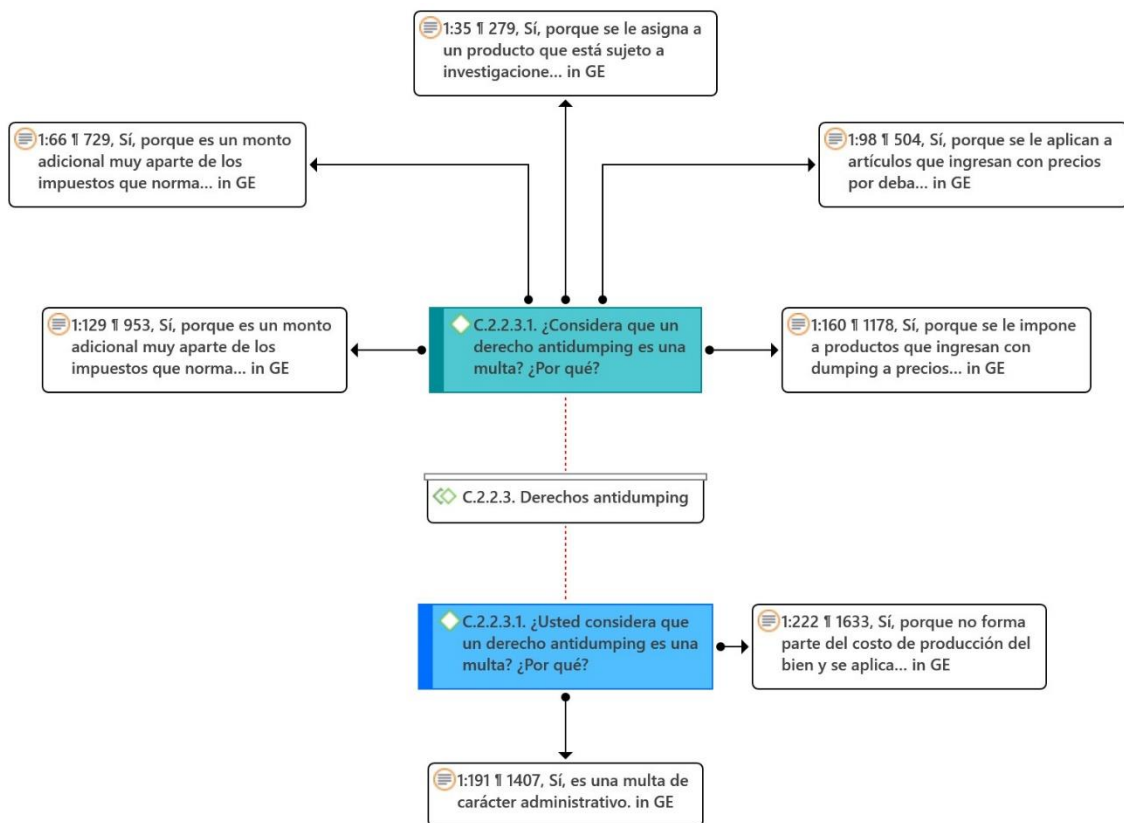 1:35 ¶ 279, Sí, porque se le asigna a
un producto que está sujeto a
investigacione... in GE
1:66 ¶ 729, Sí, porque es un monto
adicional muy aparte de los
impuestos que norma... in GE
1:98 ¶ 504, Sí, porque se le aplican a
artículos que ingresan con precios
por deba... in GE
1:129 ¶ 953, Sí, porque es un monto
adicional muy aparte de los
impuestos que norma... in GE
C.2.2.3.1. ¿Considera que un
derecho antidumping es una
multa? ¿Por qué?
1:160 ¶ 1178, Sí, porque se le impone
a productos que ingresan con
dumping a precios... in GE
C.2.2.3. Derechos antidumping
C.2.2.3.1. ¿Usted considera que
un derecho antidumping es una
multa? ¿Por qué?
1:222 ¶ 1633, Sí, porque no forma
parte del costo de producción del
bien y se aplica... in GE
1:191 ¶ 1407, Sí, es una multa de
carácter administrativo. in GE